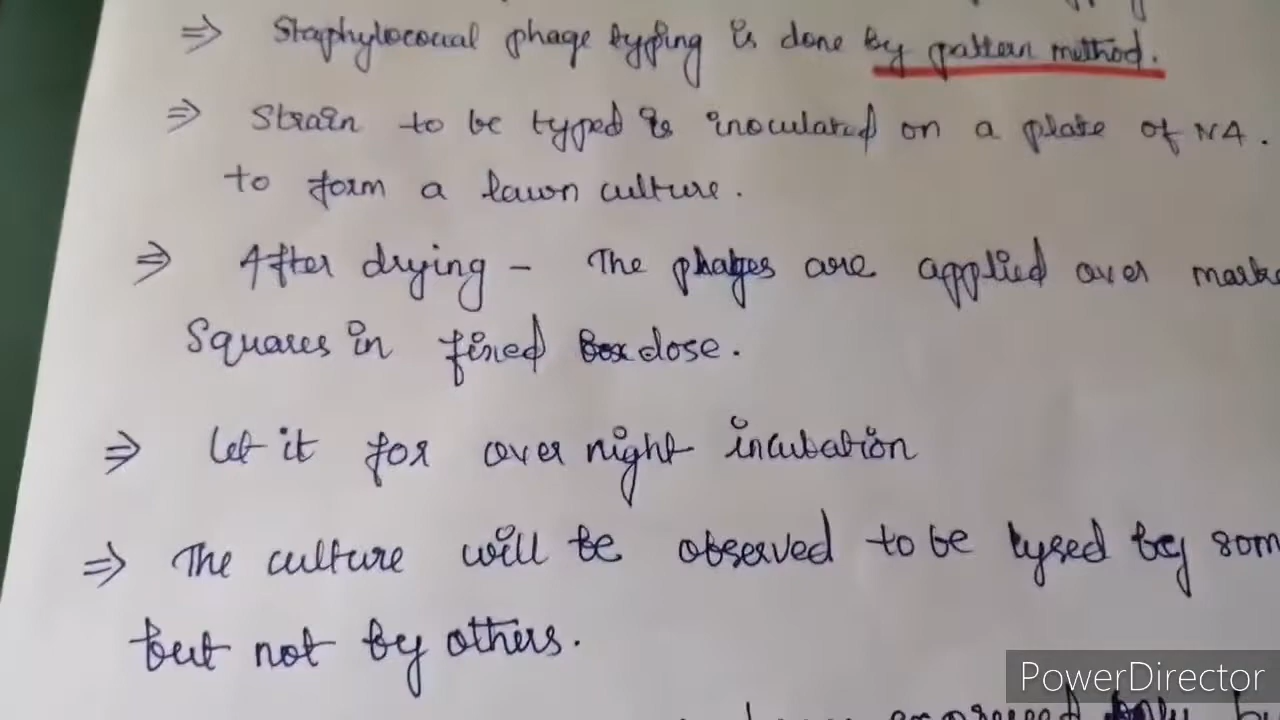 ⇒ Staphylococcal phage typing is done by pattern method.
⇒ Strain to be typed is inoculated on a plate of NA.
to form a lawn culture.
⇒ After drying - The phages are applied over marke
Squares in fixed dose.
⇒ Let it for over night incubation
⇒ The culture will be observed to be lysed by som
but not by others.
PowerDirector